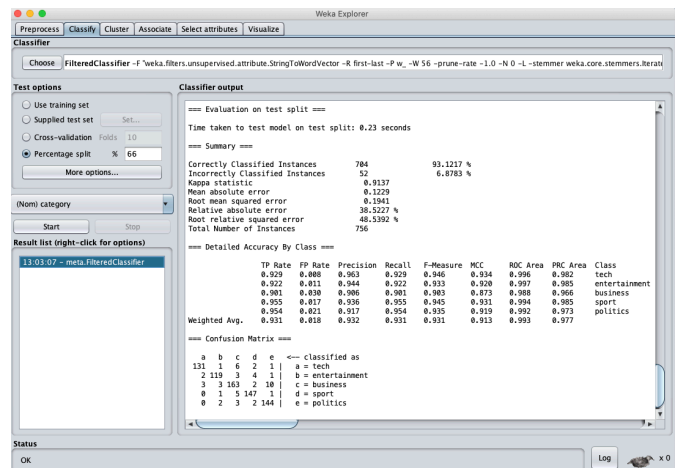 Weka Explorer
Preprocess Classify Cluster Associate Select attributes Visualize
Classifier
Choose FilteredClassifier -F "weka.filters.unsupervised.attribute.StringToWordVector -R first-last -P w_ -W 56 -prune-rate -1.0 -N 0 -L -stemmer weka.core.stemmers.Iterate
Test options
Use training set
Supplied test set Set...
Cross-validation Folds 10
Percentage split % 66
More options...
(Nom) category
Start Stop
Result list (right-click for options)
13:03:07 - meta.FilteredClassifier
Classifier output
=== Evaluation on test split ===
Time taken to test model on test split: 0.23 seconds
=== Summary ===
Correctly Classified Instances 704 93.1217 %
Incorrectly Classified Instances 52 6.8783 %
Kappa statistic 0.9137
Mean absolute error 0.1229
Root mean squared error 0.1941
Relative absolute error 38.5227 %
Root relative squared error 48.5392 %
Total Number of Instances 756
=== Detailed Accuracy By Class ===
TP Rate FP Rate Precision Recall F-Measure MCC ROC Area PRC Area Class
0.929 0.008 0.963 0.929 0.946 0.934 0.996 0.982 tech
0.922 0.011 0.944 0.922 0.933 0.920 0.997 0.985 entertainment
0.901 0.030 0.906 0.901 0.903 0.873 0.988 0.966 business
0.955 0.017 0.936 0.955 0.945 0.931 0.994 0.985 sport
0.954 0.021 0.917 0.954 0.935 0.919 0.992 0.973 politics
Weighted Avg. 0.931 0.018 0.932 0.931 0.931 0.913 0.993 0.977
=== Confusion Matrix ===
a b c d e <-- classified as
131 1 6 2 1 | a = tech
2 119 3 4 1 | b = entertainment
3 3 163 2 10 | c = business
0 1 5 147 1 | d = sport
0 2 3 2 144 | e = politics
Status
OK
Log
x 0